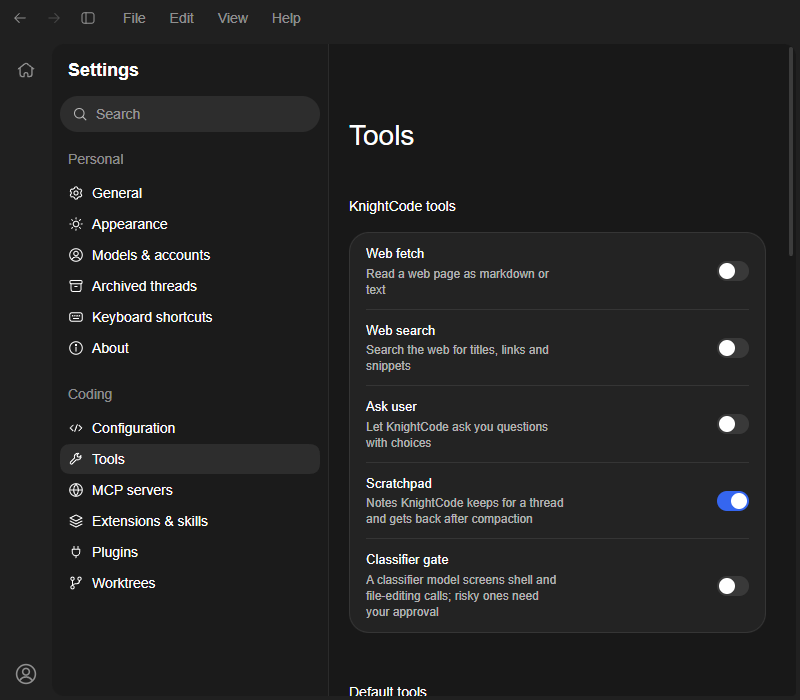 File Edit View Help
Settings
Search
Personal
General
Appearance
Models & accounts
Archived threads
Keyboard shortcuts
About
Coding
Configuration
Tools
MCP servers
Extensions & skills
Plugins
Worktrees
Tools
KnightCode tools
Web fetch
Read a web page as markdown or
text
Web search
Search the web for titles, links and
snippets
Ask user
Let KnightCode ask you questions
with choices
Scratchpad
Notes KnightCode keeps for a thread
and gets back after compaction
Classifier gate
A classifier model screens shell and
file-editing calls; risky ones need
your approval
Default tools